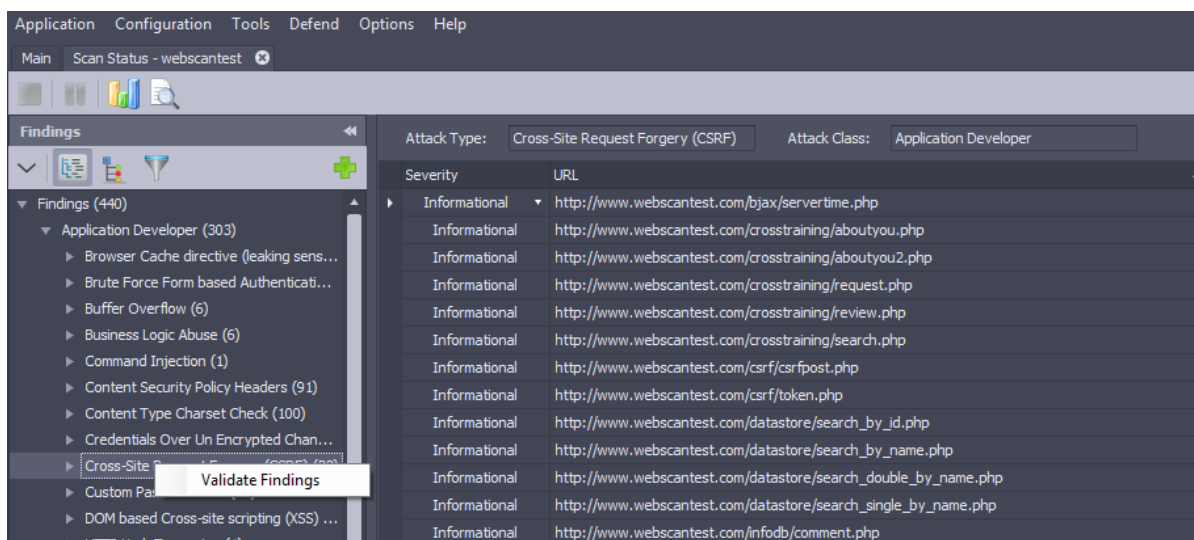 Application Configuration Tools Defend Options Help
Main Scan Status - webscantest
Findings
Findings (440)
Application Developer (303)
Browser Cache directive (leaking sens...
Brute Force Form based Authenticati...
Buffer Overflow (6)
Business Logic Abuse (6)
Command Injection (1)
Content Security Policy Headers (91)
Content Type Charset Check (100)
Credentials Over Un Encrypted Chan...
Cross-Site
Validate Findings
Custom
DOM based Cross-site scripting (XSS) ...
Attack Type: Cross-Site Request Forgery (CSRF) Attack Class: Application Developer
Severity URL
Informational http://www.webscantest.com/bjax/servertime.php
Informational http://www.webscantest.com/crosstraining/aboutyou.php
Informational http://www.webscantest.com/crosstraining/aboutyou2.php
Informational http://www.webscantest.com/crosstraining/request.php
Informational http://www.webscantest.com/crosstraining/review.php
Informational http://www.webscantest.com/crosstraining/search.php
Informational http://www.webscantest.com/csrf/csrfpost.php
Informational http://www.webscantest.com/csrf/token.php
Informational http://www.webscantest.com/datastore/search_by_id.php
Informational http://www.webscantest.com/datastore/search_by_name.php
Informational http://www.webscantest.com/datastore/search_double_by_name.php
Informational http://www.webscantest.com/datastore/search_single_by_name.php
Informational http://www.webscantest.com/infodb/comment.php